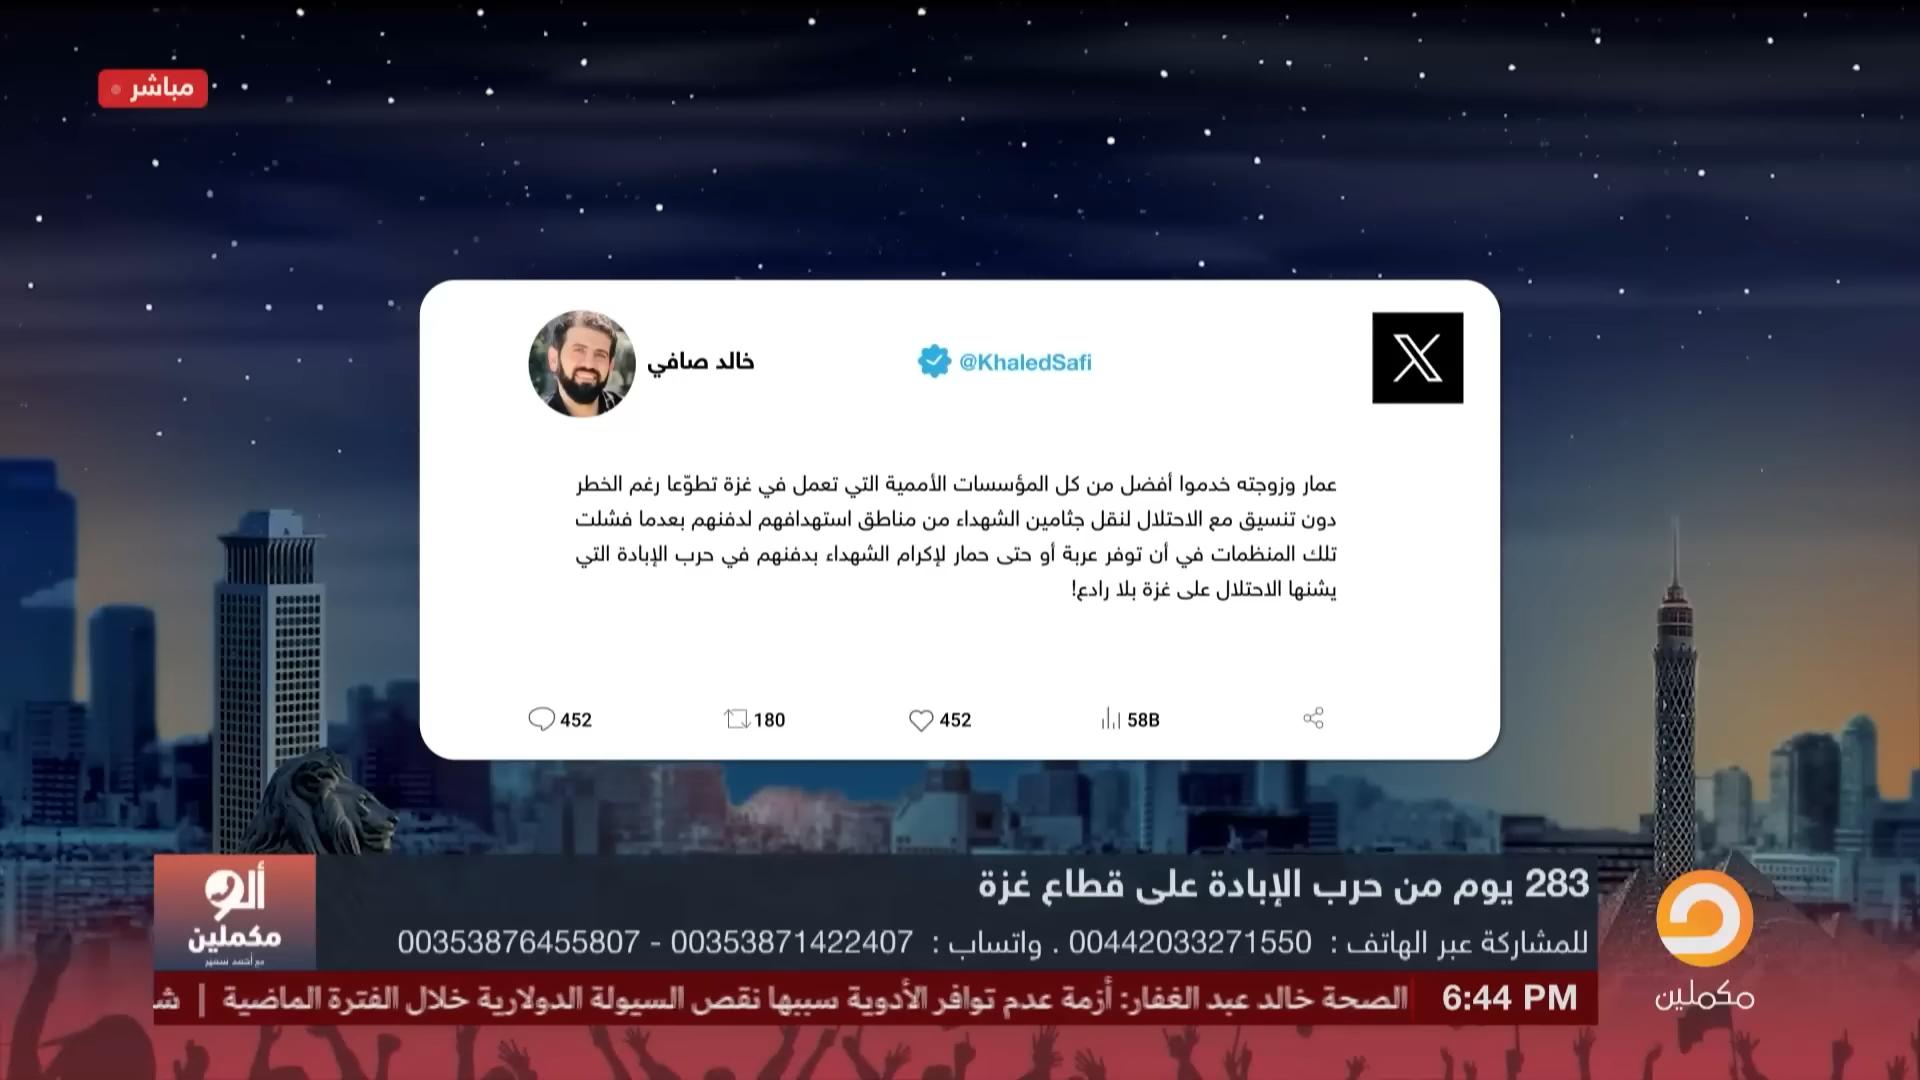 مباشر
خالد صافي
@KhaledSafi
عمار وزوجته خدموا أفضل من كل المؤسسات الأممية التي تعمل في غزة تطوّعا رغم الخطر
دون تنسيق مع الاحتلال لنقل جثامين الشهداء من مناطق استهدافهم لدفنهم بعدما فشلت
تلك المنظمات في أن توفر عربة أو حتى حمار لإكرام الشهداء بدفنهم في حرب الإبادة التي
يشنها الاحتلال على غزة بلا رادع!
452
180
452
58B
ألو
مكملين
مع أحمد سمير
283 يوم من حرب الإبادة على قطاع غزة
للمشاركة عبر الهاتف : 00442033271550 . واتساب : 00353871422407 - 00353876455807
6:44 PM
الصحة خالد عبد الغفار: أزمة عدم توافر الأدوية سببها نقص السيولة الدولارية خلال الفترة الماضية | ش
مكملين